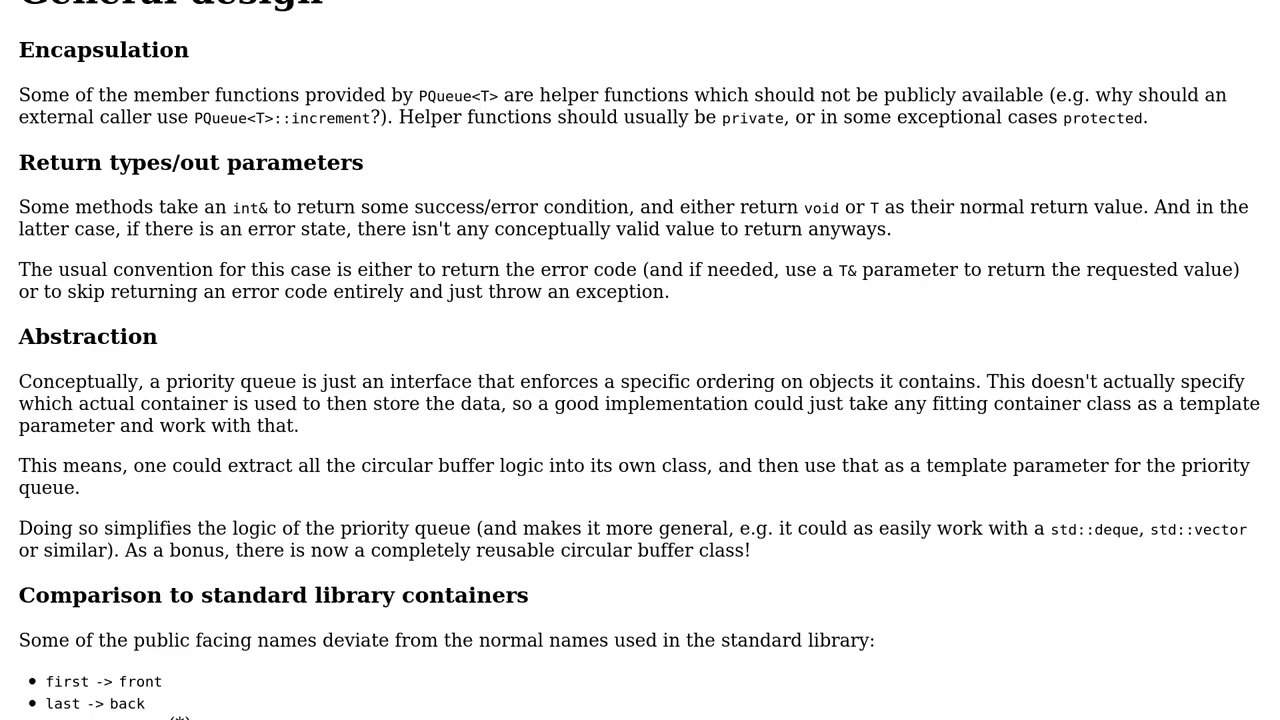 General design
Encapsulation
Some of the member functions provided by PQueue<T> are helper functions which should not be publicly available (e.g. why should an
external caller use PQueue<T>::increment?). Helper functions should usually be private, or in some exceptional cases protected.
Return types/out parameters
Some methods take an int& to return some success/error condition, and either return void or T as their normal return value. And in the
latter case, if there is an error state, there isn't any conceptually valid value to return anyways.
The usual convention for this case is either to return the error code (and if needed, use a T& parameter to return the requested value)
or to skip returning an error code entirely and just throw an exception.
Abstraction
Conceptually, a priority queue is just an interface that enforces a specific ordering on objects it contains. This doesn't actually specify
which actual container is used to then store the data, so a good implementation could just take any fitting container class as a template
parameter and work with that.
This means, one could extract all the circular buffer logic into its own class, and then use that as a template parameter for the priority
queue.
Doing so simplifies the logic of the priority queue (and makes it more general, e.g. it could as easily work with a std::deque, std::vector
or similar). As a bonus, there is now a completely reusable circular buffer class!
Comparison to standard library containers
Some of the public facing names deviate from the normal names used in the standard library:
• first -> front
• last -> back